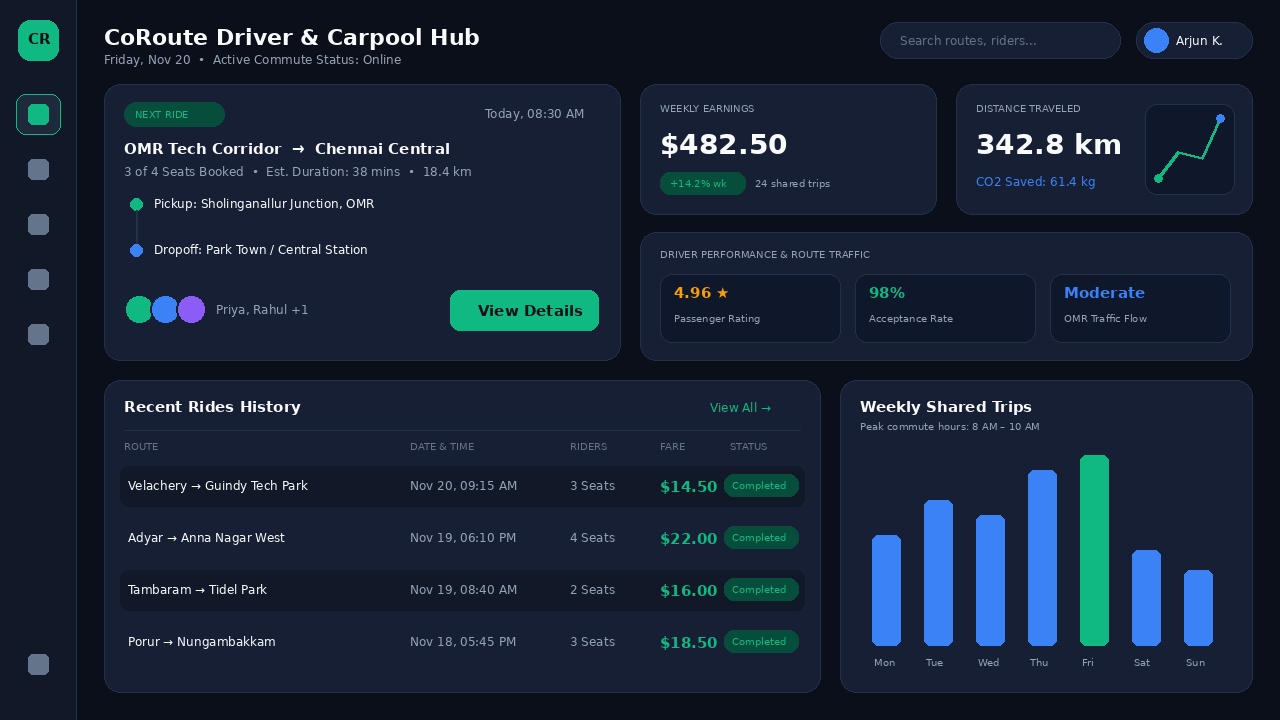 CR
CoRoute Driver & Carpool Hub
Friday, Nov 20 • Active Commute Status: Online
Search routes, riders...
Arjun K.
NEXT RIDE
Today, 08:30 AM
OMR Tech Corridor → Chennai Central
3 of 4 Seats Booked • Est. Duration: 38 mins • 18.4 km
Pickup: Sholinganallur Junction, OMR
Dropoff: Park Town / Central Station
Priya, Rahul +1
View Details
WEEKLY EARNINGS
$482.50
+14.2% wk
24 shared trips
DISTANCE TRAVELED
342.8 km
CO2 Saved: 61.4 kg
DRIVER PERFORMANCE & ROUTE TRAFFIC
4.96 ★
Passenger Rating
98%
Acceptance Rate
Moderate
OMR Traffic Flow
Recent Rides History
View All →
ROUTE DATE & TIME RIDERS FARE STATUS
Velachery → Guindy Tech Park Nov 20, 09:15 AM 3 Seats $14.50 Completed
Adyar → Anna Nagar West Nov 19, 06:10 PM 4 Seats $22.00 Completed
Tambaram → Tidel Park Nov 19, 08:40 AM 2 Seats $16.00 Completed
Porur → Nungambakkam Nov 18, 05:45 PM 3 Seats $18.50 Completed
Weekly Shared Trips
Peak commute hours: 8 AM – 10 AM
Mon Tue Wed Thu Fri Sat Sun